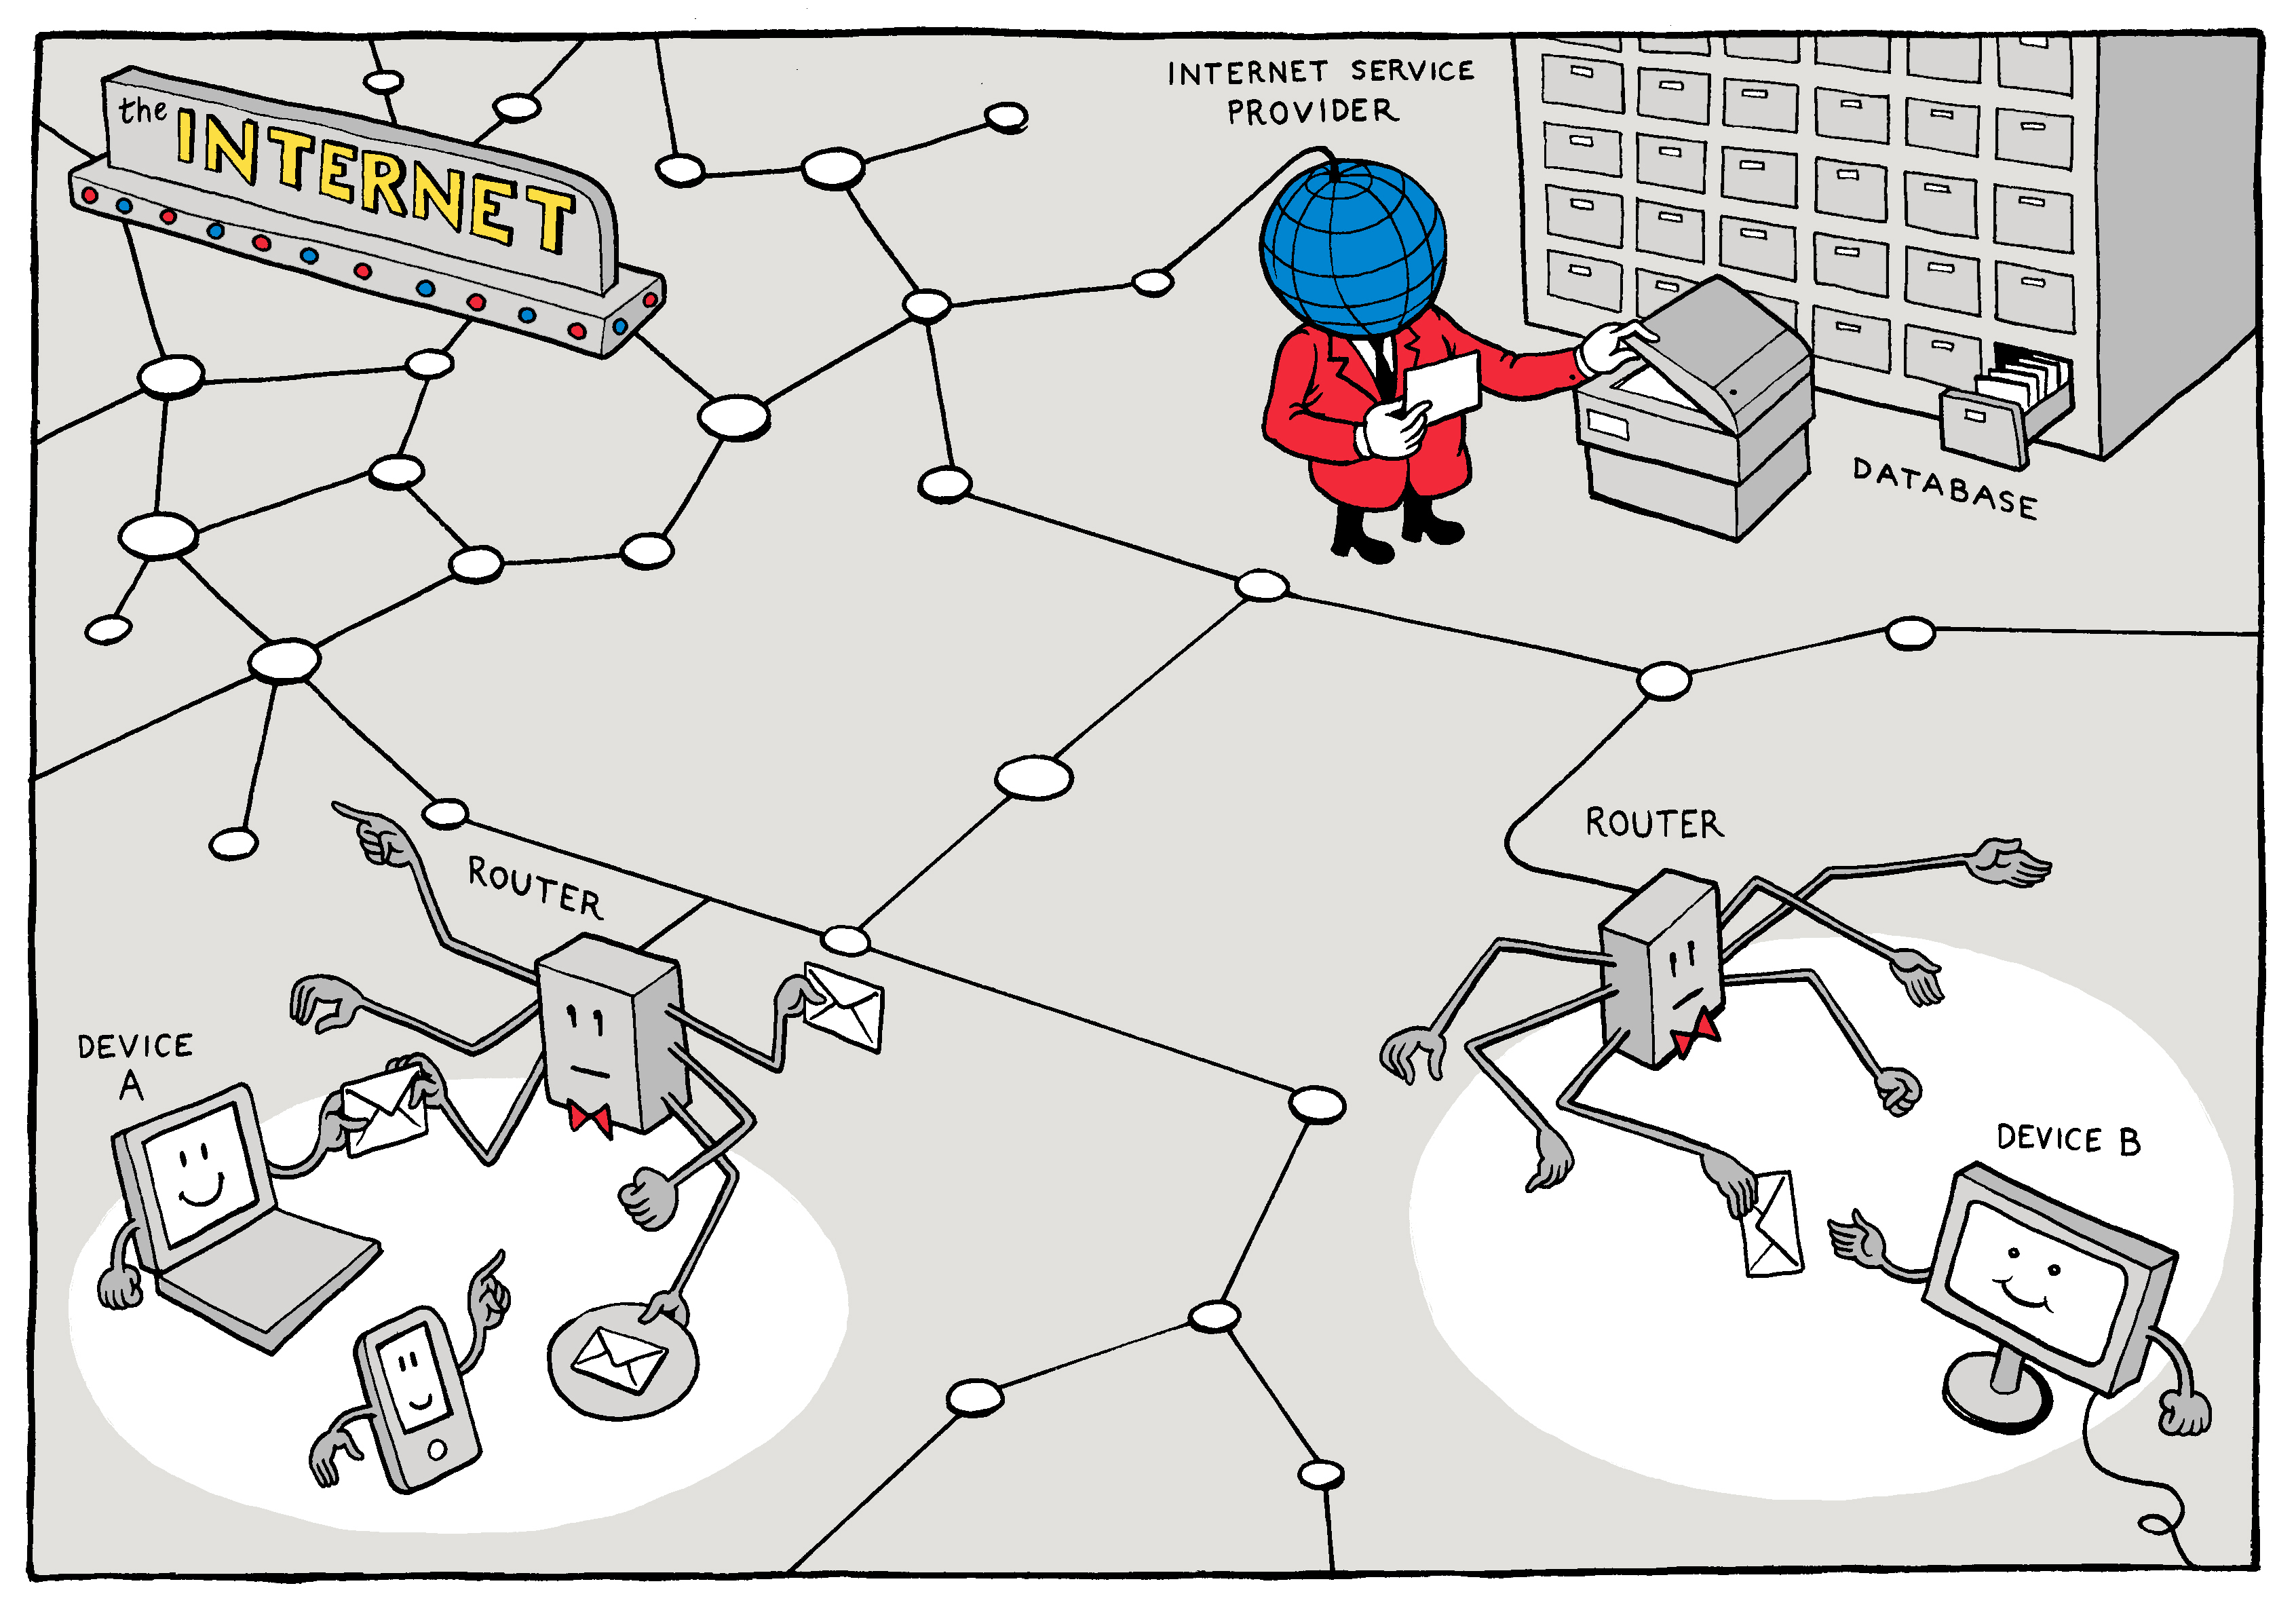 the INTERNET
INTERNET SERVICE
PROVIDER
DATABASE
ROUTER
ROUTER
DEVICE
A
DEVICE B